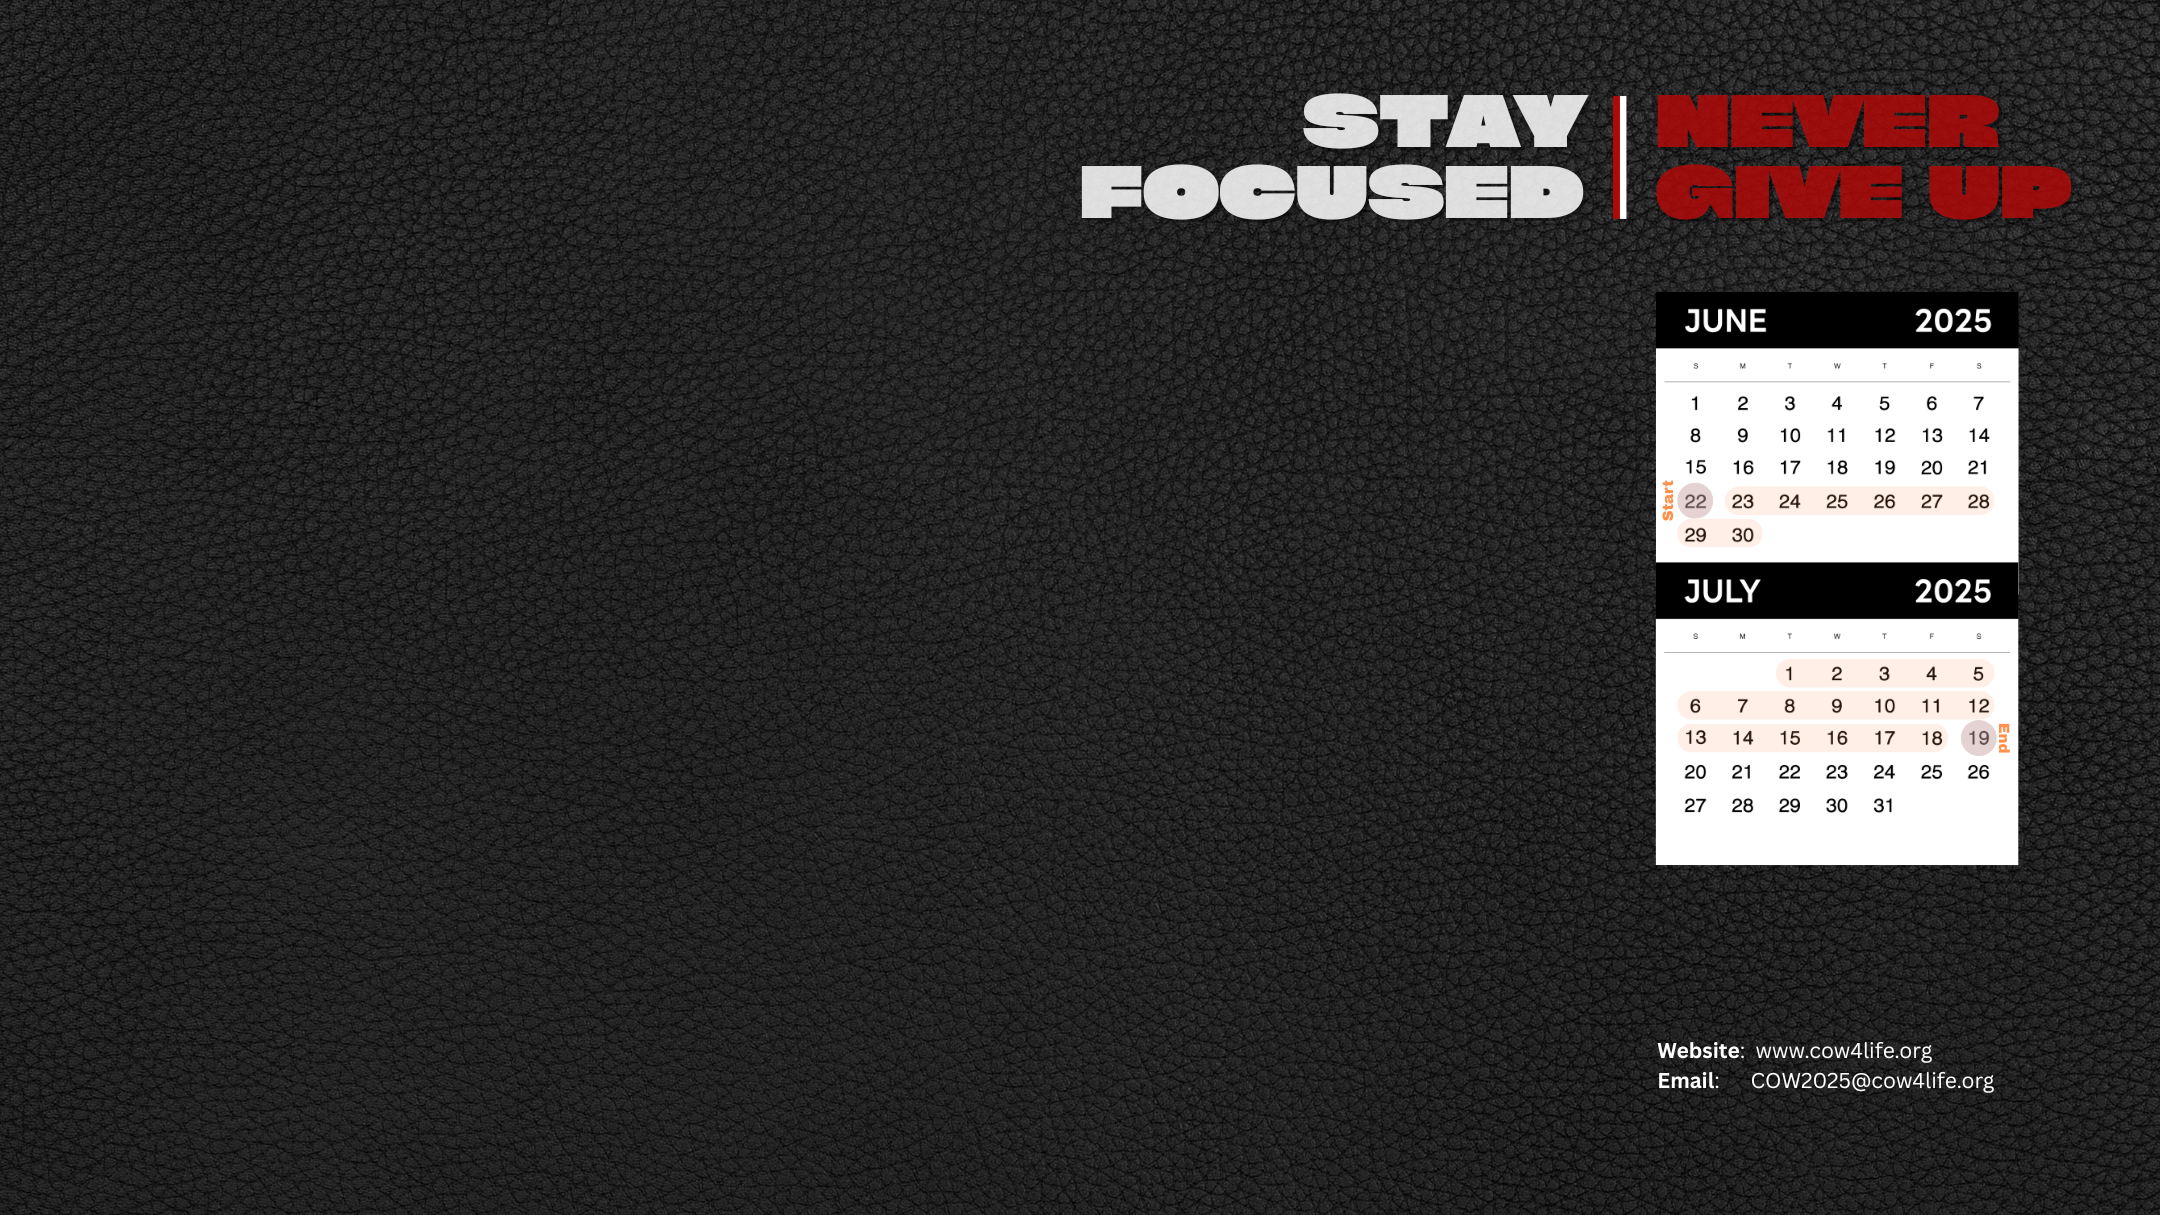 STAY
FOCUSED
NEVER
GIVE UP
JUNE 2025
S M T W T F S
1 2 3 4 5 6 7
8 9 10 11 12 13 14
15 16 17 18 19 20 21
Start 22 23 24 25 26 27 28
29 30
JULY 2025
S M T W T F S
1 2 3 4 5
6 7 8 9 10 11 12
13 14 15 16 17 18 19 End
20 21 22 23 24 25 26
27 28 29 30 31
Website: www.cow4life.org
Email: COW2025@cow4life.org